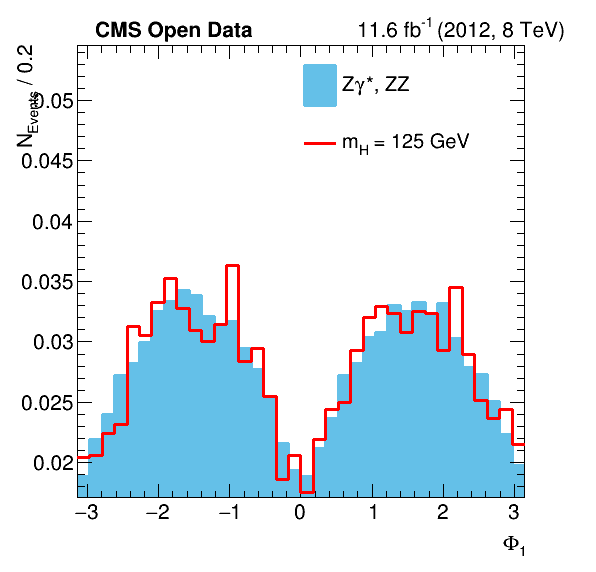 CMS Open Data
11.6 fb-1 (2012, 8 TeV)
NEvents / 0.2
Zγ*, ZZ
mH = 125 GeV
0.05
0.045
0.04
0.035
0.03
0.025
0.02
−3 −2 −1 0 1 2 3
Φ1